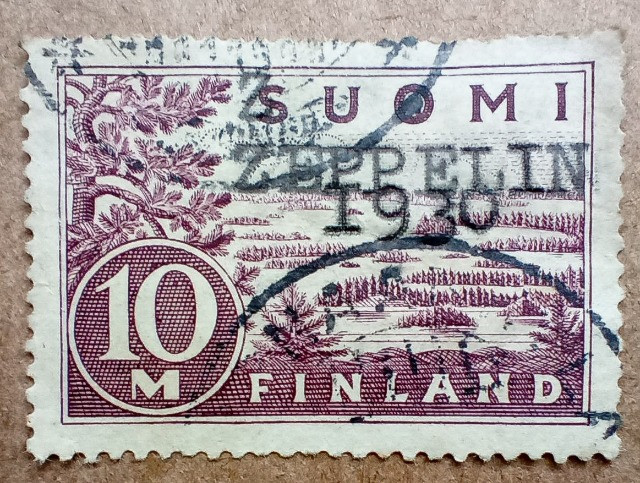 SUOMI
ZEPPELIN
1930
10
M
FINLAND